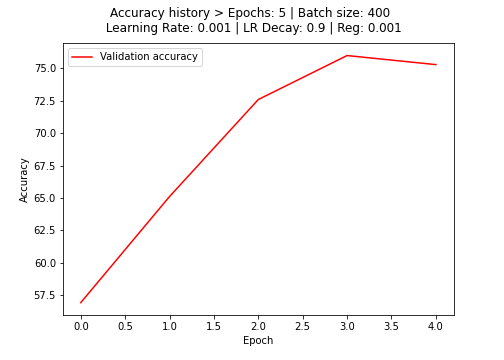 Accuracy history > Epochs: 5 | Batch size: 400
Learning Rate: 0.001 | LR Decay: 0.9 | Reg: 0.001
Validation accuracy
75.0
72.5
70.0
67.5
65.0
62.5
60.0
57.5
Accuracy
0.0 0.5 1.0 1.5 2.0 2.5 3.0 3.5 4.0
Epoch